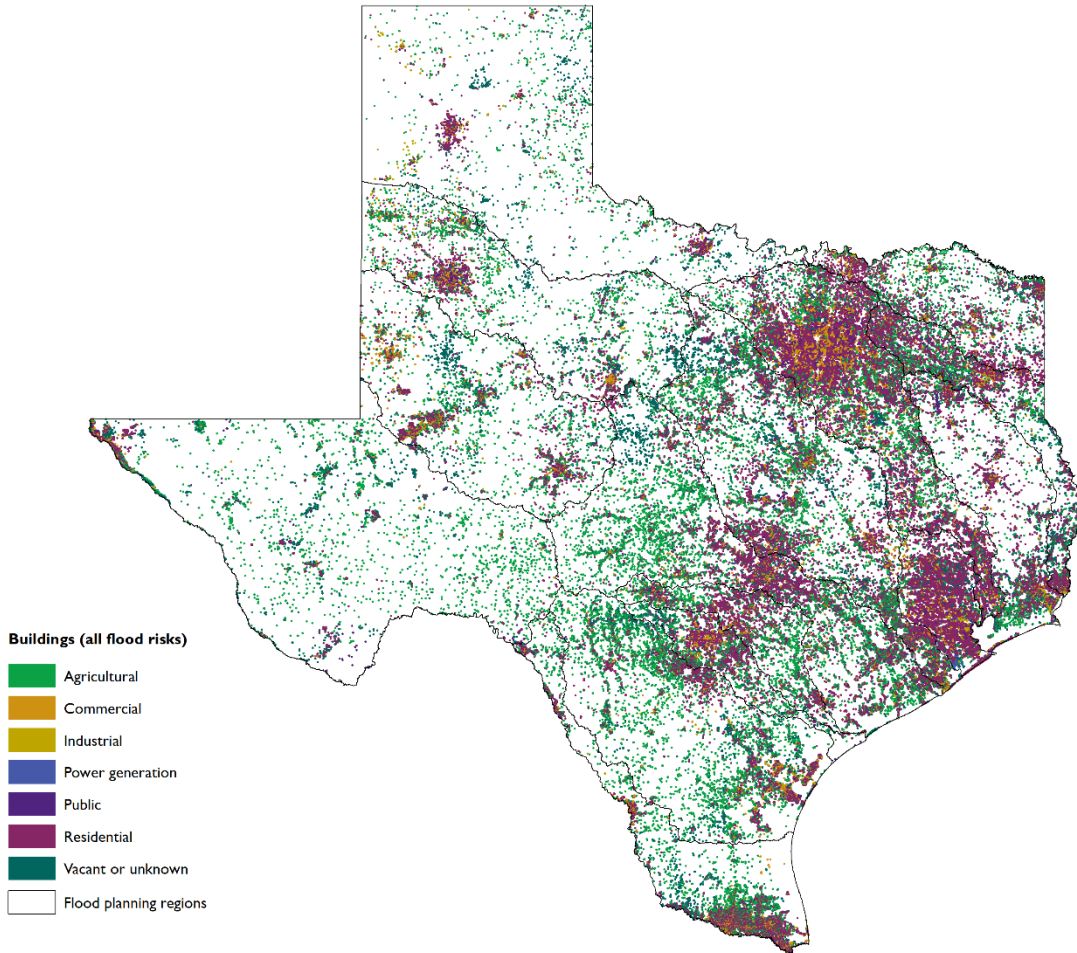 Buildings (all flood risks)
Agricultural
Commercial
Industrial
Power generation
Public
Residential
Vacant or unknown
Flood planning regions